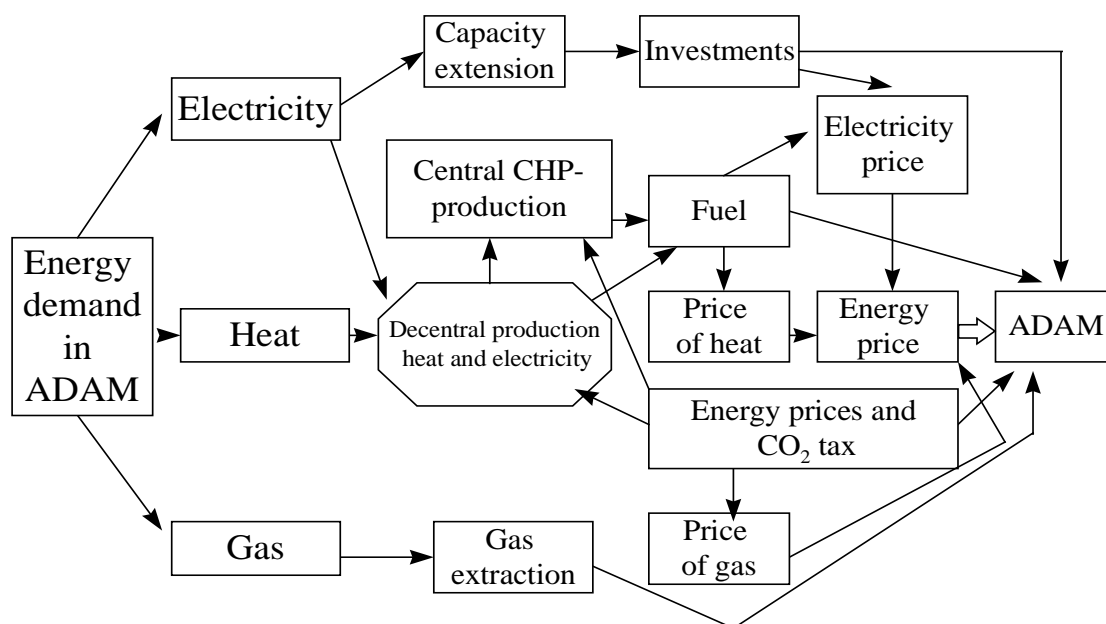 Capacity
extension
Investments
Electricity
Electricity
price
Central CHP-
production
Fuel
Energy
demand
in
ADAM
Heat
Decentral production
heat and electricity
Price
of heat
Energy
price
ADAM
Energy prices and
CO₂ tax
Gas
Gas
extraction
Price
of gas